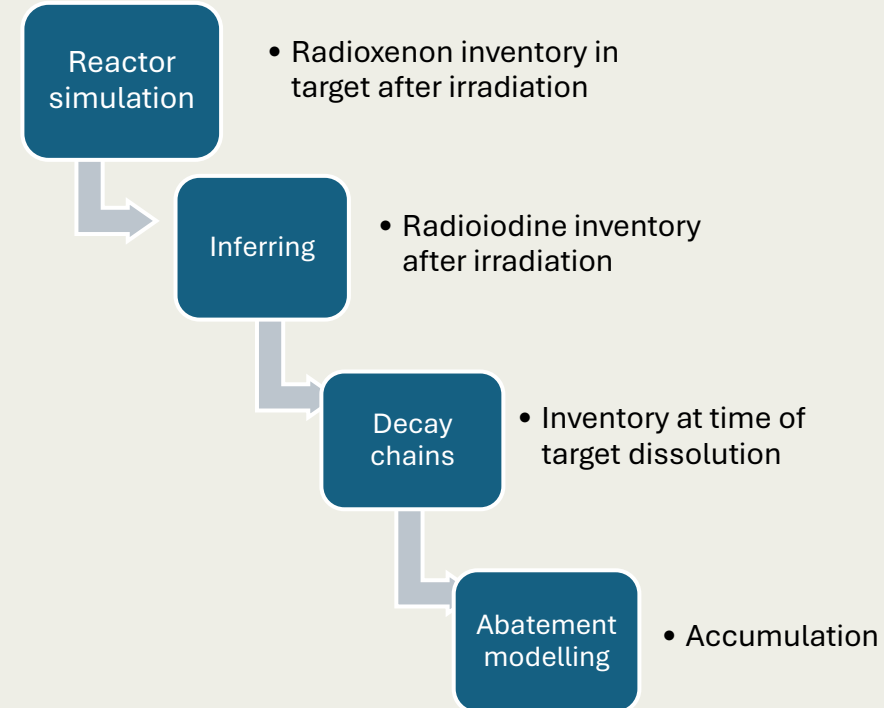 Reactor
simulation
• Radioxenon inventory in
target after irradiation
Inferring
• Radioiodine inventory
after irradiation
Decay
chains
• Inventory at time of
target dissolution
Abatement
modelling
• Accumulation